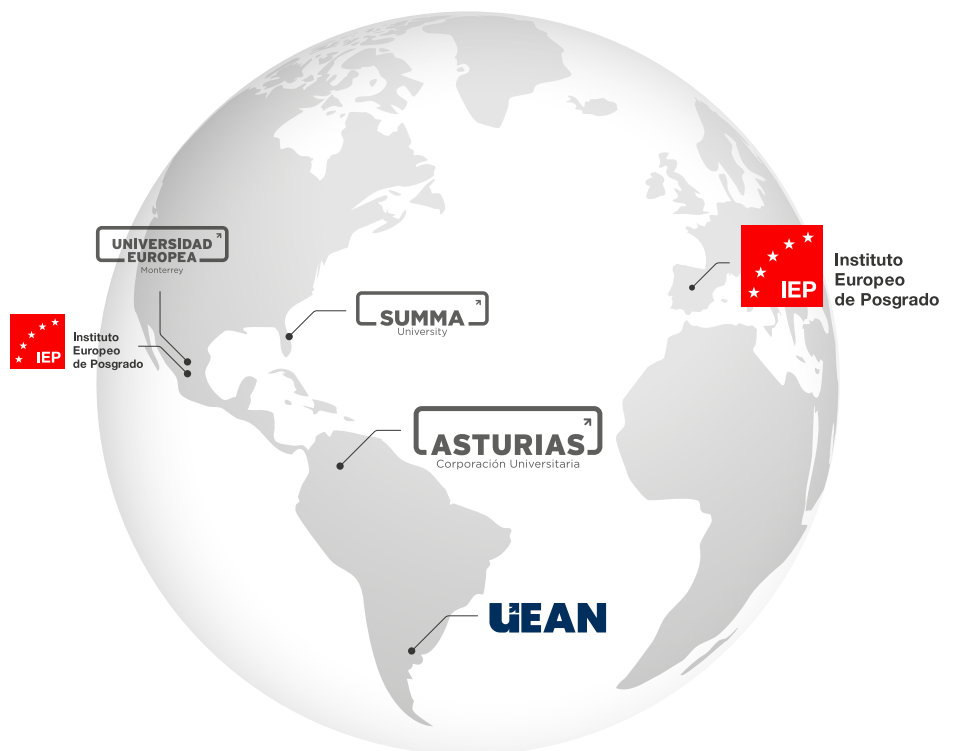 UNIVERSIDAD
EUROPEA
Monterrey
IEP
Instituto
Europeo
de Posgrado
SUMMA
University
IEP
Instituto
Europeo
de Posgrado
ASTURIAS
Corporación Universitaria
UEAN